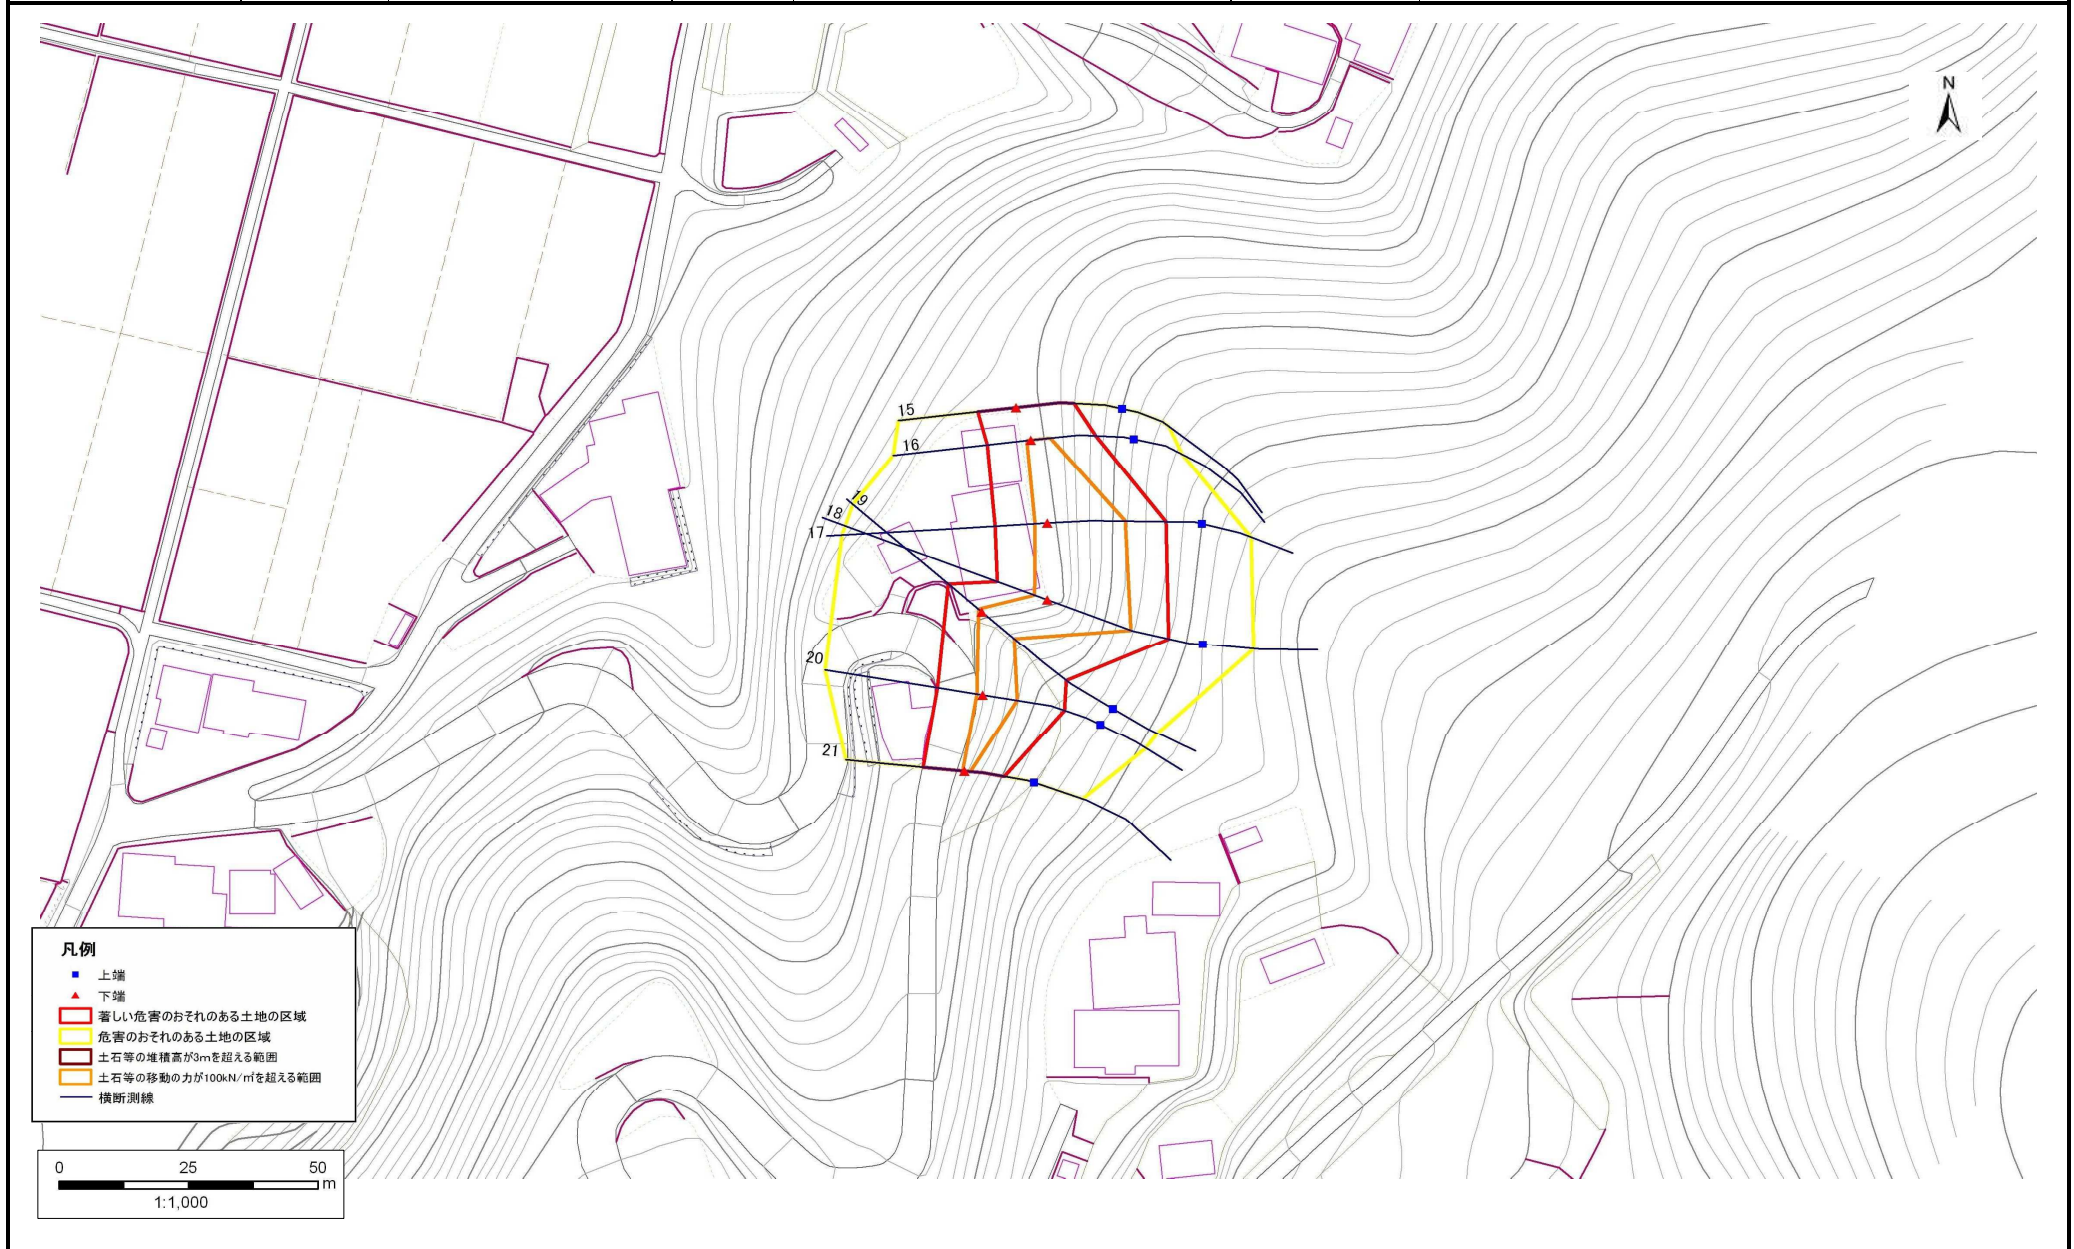 N
15
16
19
18
17
20
21
凡例
上端
下端
著しい危害のおそれのある土地の区域
危害のおそれのある土地の区域
土石等の堆積高が3mを超える範囲
土石等の移動の力が100kN/㎡を超える範囲
横断測線
0 25 50
m
1:1,000